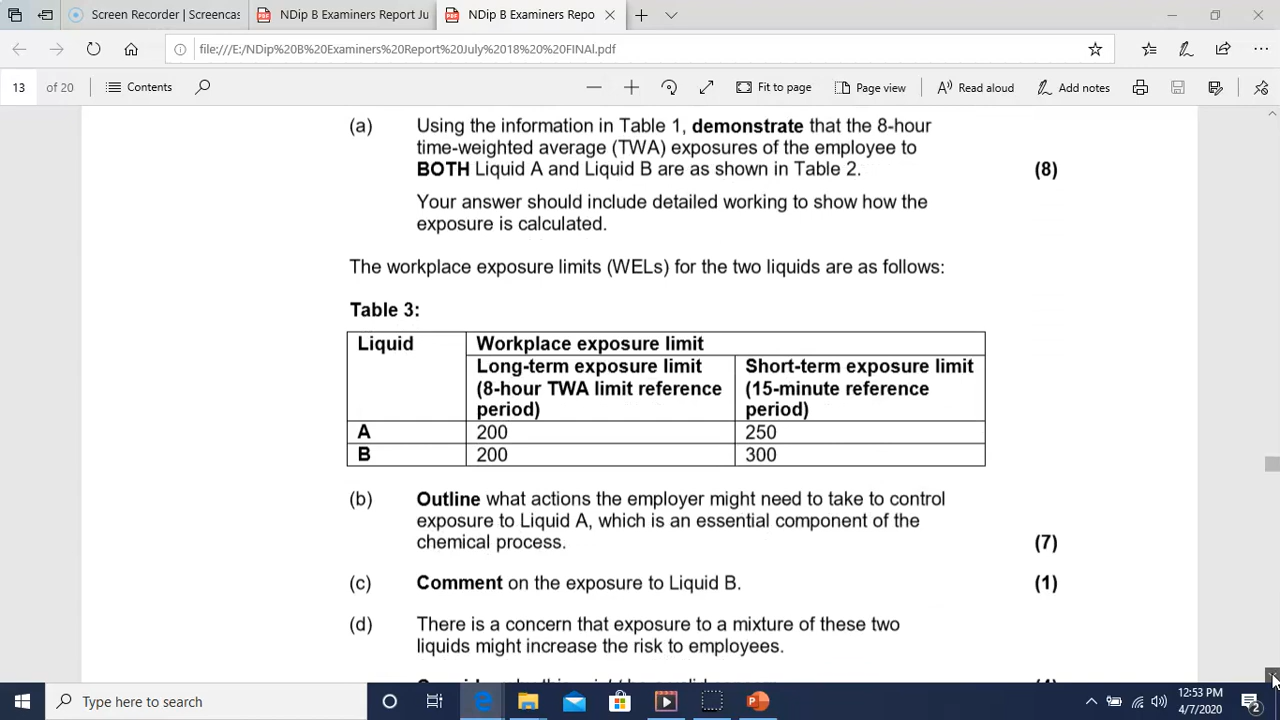 Screen Recorder | Screencas
NDip B Examiners Report Ju
NDip B Examiners Repo
file:///E:/NDip%20B%20Examiners%20Report%20July%2018%20%20FINAl.pdf
13 of 20 Contents Fit to page Page view Read aloud Add notes
(a) Using the information in Table 1, demonstrate that the 8-hour
time-weighted average (TWA) exposures of the employee to
BOTH Liquid A and Liquid B are as shown in Table 2. (8)
Your answer should include detailed working to show how the
exposure is calculated.
The workplace exposure limits (WELs) for the two liquids are as follows:
Table 3:
Liquid Workplace exposure limit
Long-term exposure limit
(8-hour TWA limit reference
period)
Short-term exposure limit
(15-minute reference
period)
A 200 250
B 200 300
(b) Outline what actions the employer might need to take to control
exposure to Liquid A, which is an essential component of the
chemical process. (7)
(c) Comment on the exposure to Liquid B. (1)
(d) There is a concern that exposure to a mixture of these two
liquids might increase the risk to employees.
Type here to search
12:53 PM
4/7/2020
2